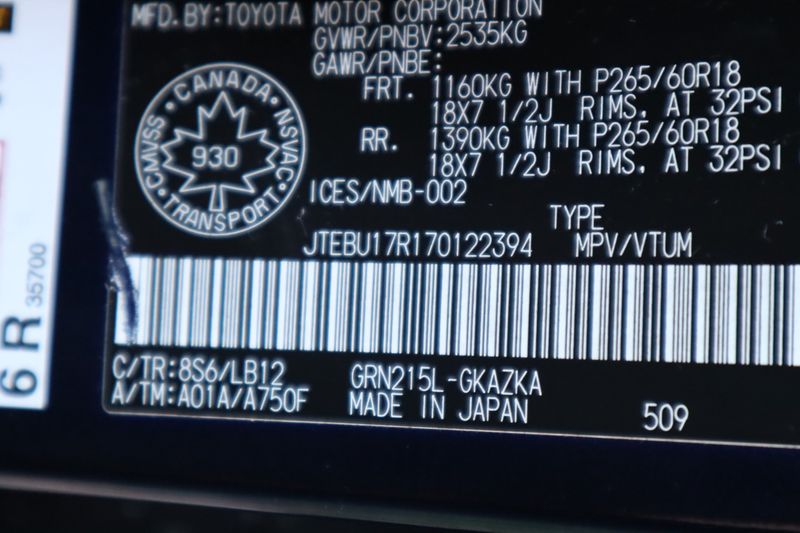 MFD. BY: TOYOTA MOTOR CORPORATION
GVWR/PNBV: 2535KG
GAWR/PNBE:
FRT. 1160KG WITH P265/60R18
18X7 1/2J RIMS, AT 32PSI
RR. 1390KG WITH P265/60R18
18X7 1/2J RIMS, AT 32PSI
CANADA
CMVSS NSVAC
930
TRANSPORT
ICES/NMB-002
TYPE
JTEBU17R170122394 MPV/VTUM
C/TR: 8S6/LB12 GRN215L-GKAZKA
A/TM: A01A/A750F MADE IN JAPAN 509
6R
35700